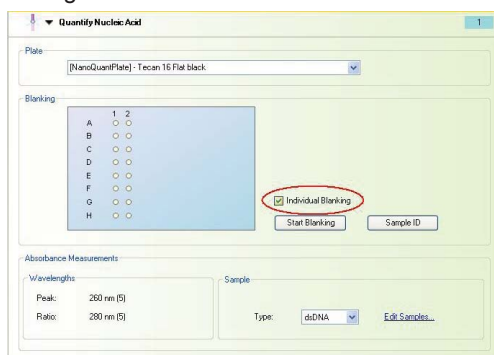 Quantify Nucleic Acid 1
Plate
[NanoQuantPlate] - Tecan 16 Flat black
Blanking
1 2
A
B
C
D
E
F
G
H
Individual Blanking
Start Blanking Sample ID
Absorbance Measurements
Wavelengths
Peak: 260 nm (5)
Ratio: 280 nm (5)
Sample
Type: dsDNA Edit Samples...